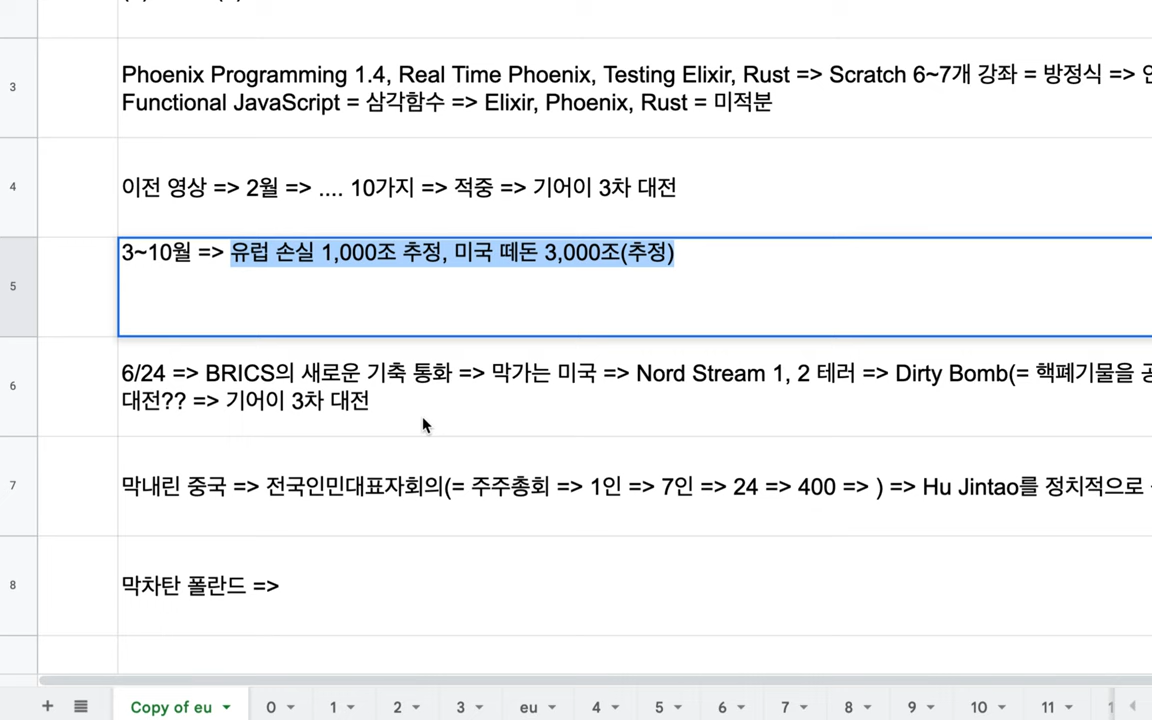 3
Phoenix Programming 1.4, Real Time Phoenix, Testing Elixir, Rust => Scratch 6~7개 강좌 = 방정식 =>
Functional JavaScript = 삼각함수 => Elixir, Phoenix, Rust = 미적분
4
이전 영상 => 2월 => .... 10가지 => 적중 => 기어이 3차 대전
5
3~10월 => 유럽 손실 1,000조 추정, 미국 떼돈 3,000조(추정)
6
6/24 => BRICS의 새로운 기축 통화 => 막가는 미국 => Nord Stream 1, 2 테러 => Dirty Bomb(= 핵폐기물을
대전?? => 기어이 3차 대전
7
막내린 중국 => 전국인민대표자회의(= 주주총회 => 1인 => 7인 => 24 => 400 => ) => Hu Jintao를 정치적으로
8
막차탄 폴란드 =>
+ Copy of eu 0 1 2 3 eu 4 5 6 7 8 9 10 11